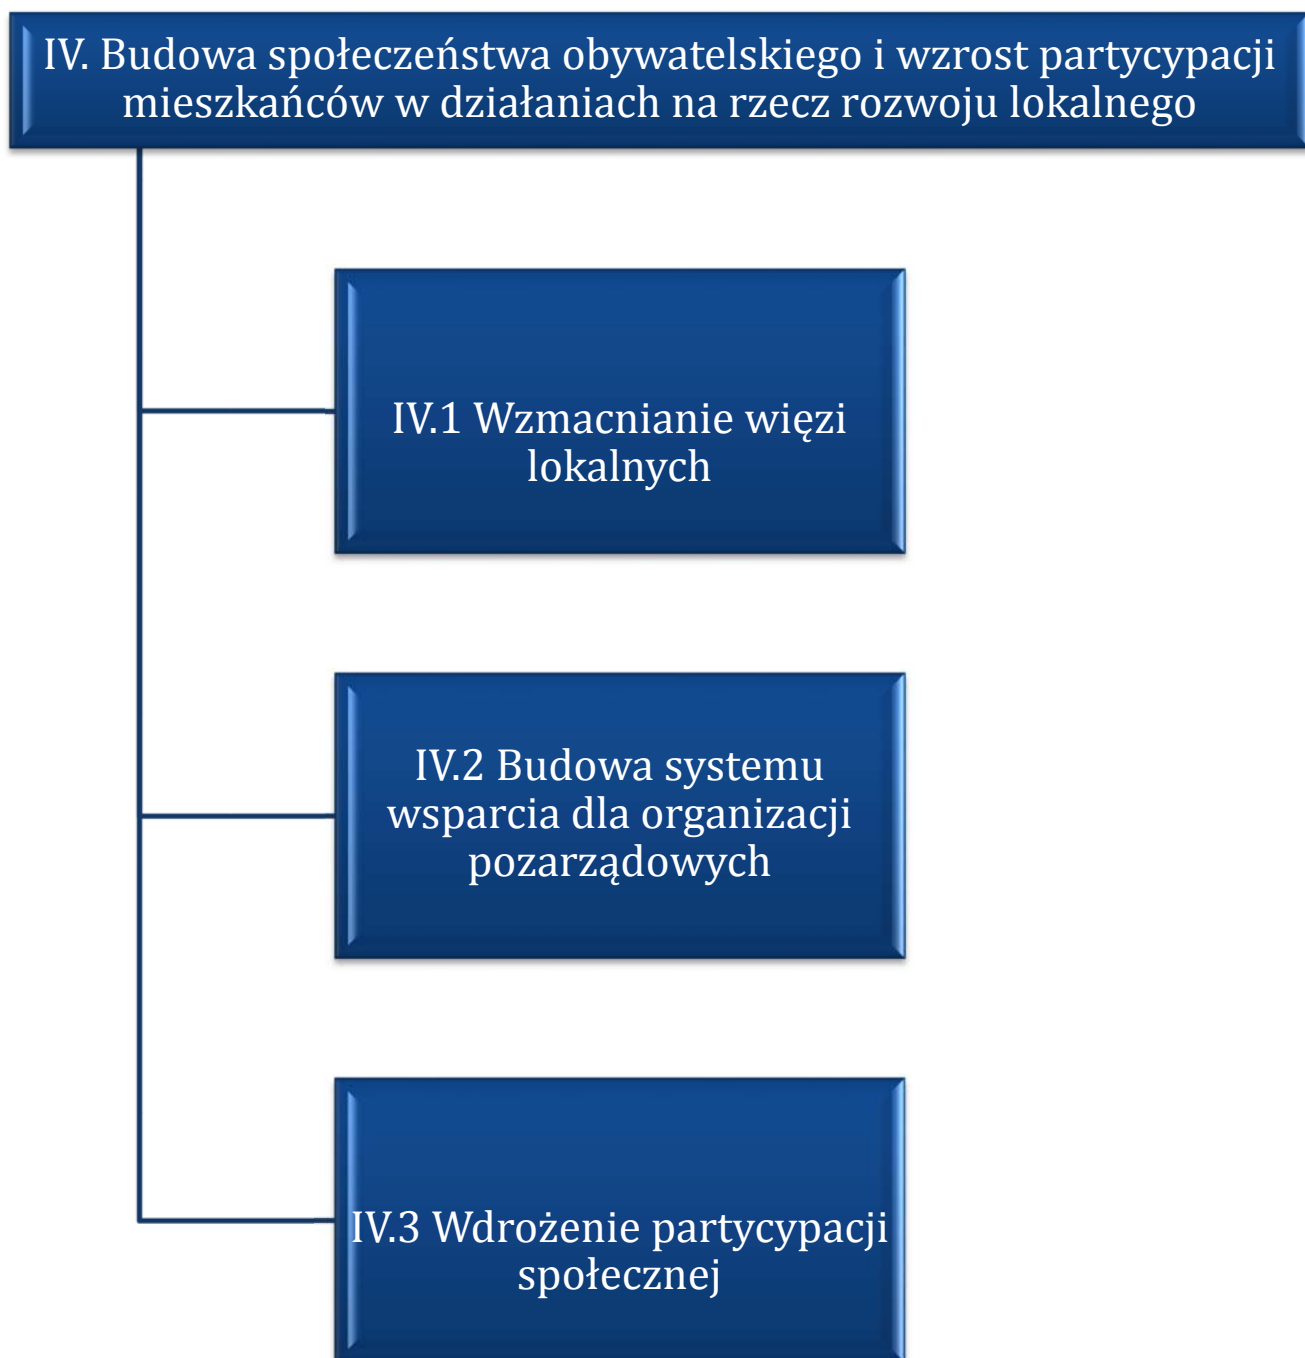 IV. Budowa społeczeństwa obywatelskiego i wzrost partycypacji
mieszkańców w działaniach na rzecz rozwoju lokalnego
IV.1 Wzmacnianie więzi
lokalnych
IV.2 Budowa systemu
wsparcia dla organizacji
pozarządowych
IV.3 Wdrożenie partycypacji
społecznej